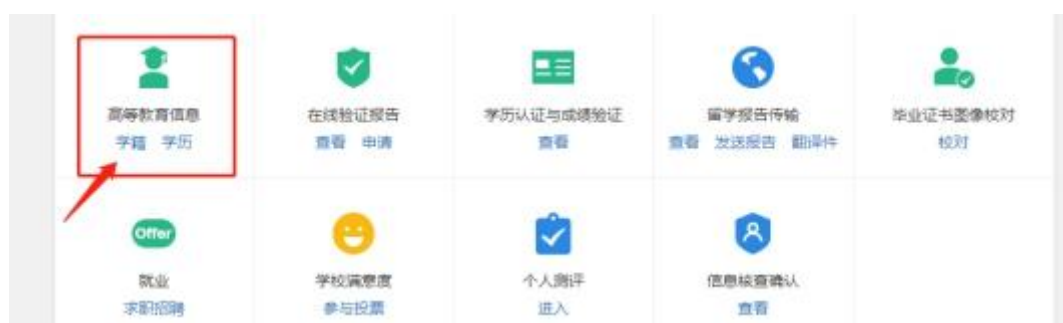 高等教育信息 在线验证报告 学历认证与成绩验证 留学报告传输 毕业证书图像校对
学籍 学历 查看 申请 查看 查看 发送报告 翻译件 校对
Offer
就业 学校满意度 个人测评 信息核查确认
求职招聘 参与投票 进入 查看